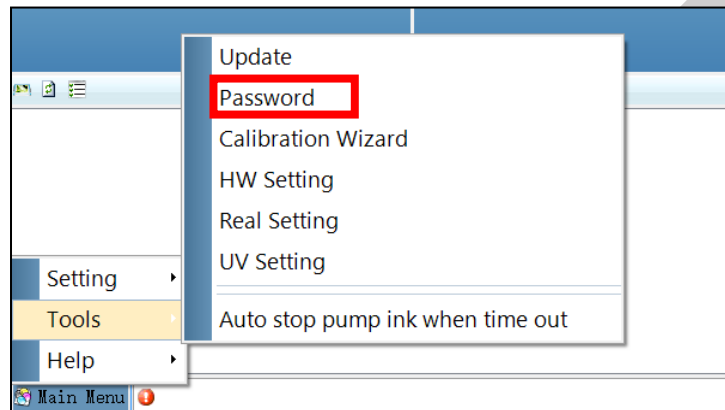 Update
Password
Calibration Wizard
HW Setting
Real Setting
UV Setting
Auto stop pump ink when time out
Setting
Tools
Help
Main Menu